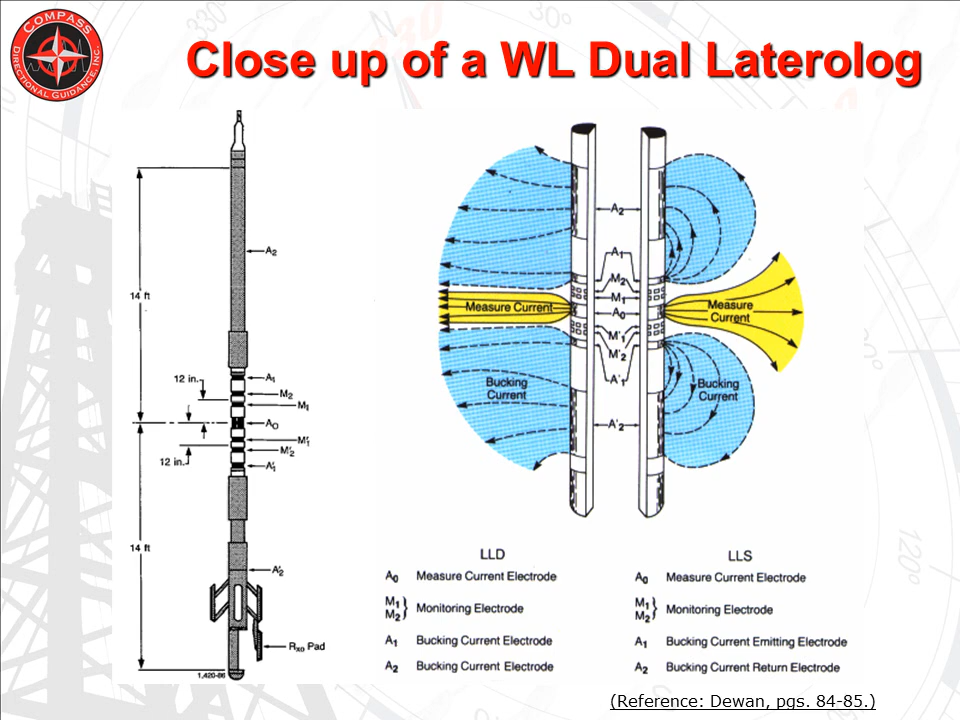 COMPASS
DIRECTIONAL GUIDANCE, INC.
Close up of a WL Dual Laterolog
14 ft
A2
12 in.
A1
M2
M1
AO
M'1
M'2
A'1
12 in.
14 ft
A'2
Rxo Pad
1,420-86
A2
A1
M2
M1
A0
M'1
M'2
A'1
A'2
Measure Current
Bucking
Current
Measure
Current
Bucking
Current
LLD
A0 Measure Current Electrode
M1
M2 } Monitoring Electrode
A1 Bucking Current Electrode
A2 Bucking Current Electrode
LLS
A0 Measure Current Electrode
M1
M2 } Monitoring Electrode
A1 Bucking Current Emitting Electrode
A2 Bucking Current Return Electrode
(Reference: Dewan, pgs. 84-85.)
30°
30
120°